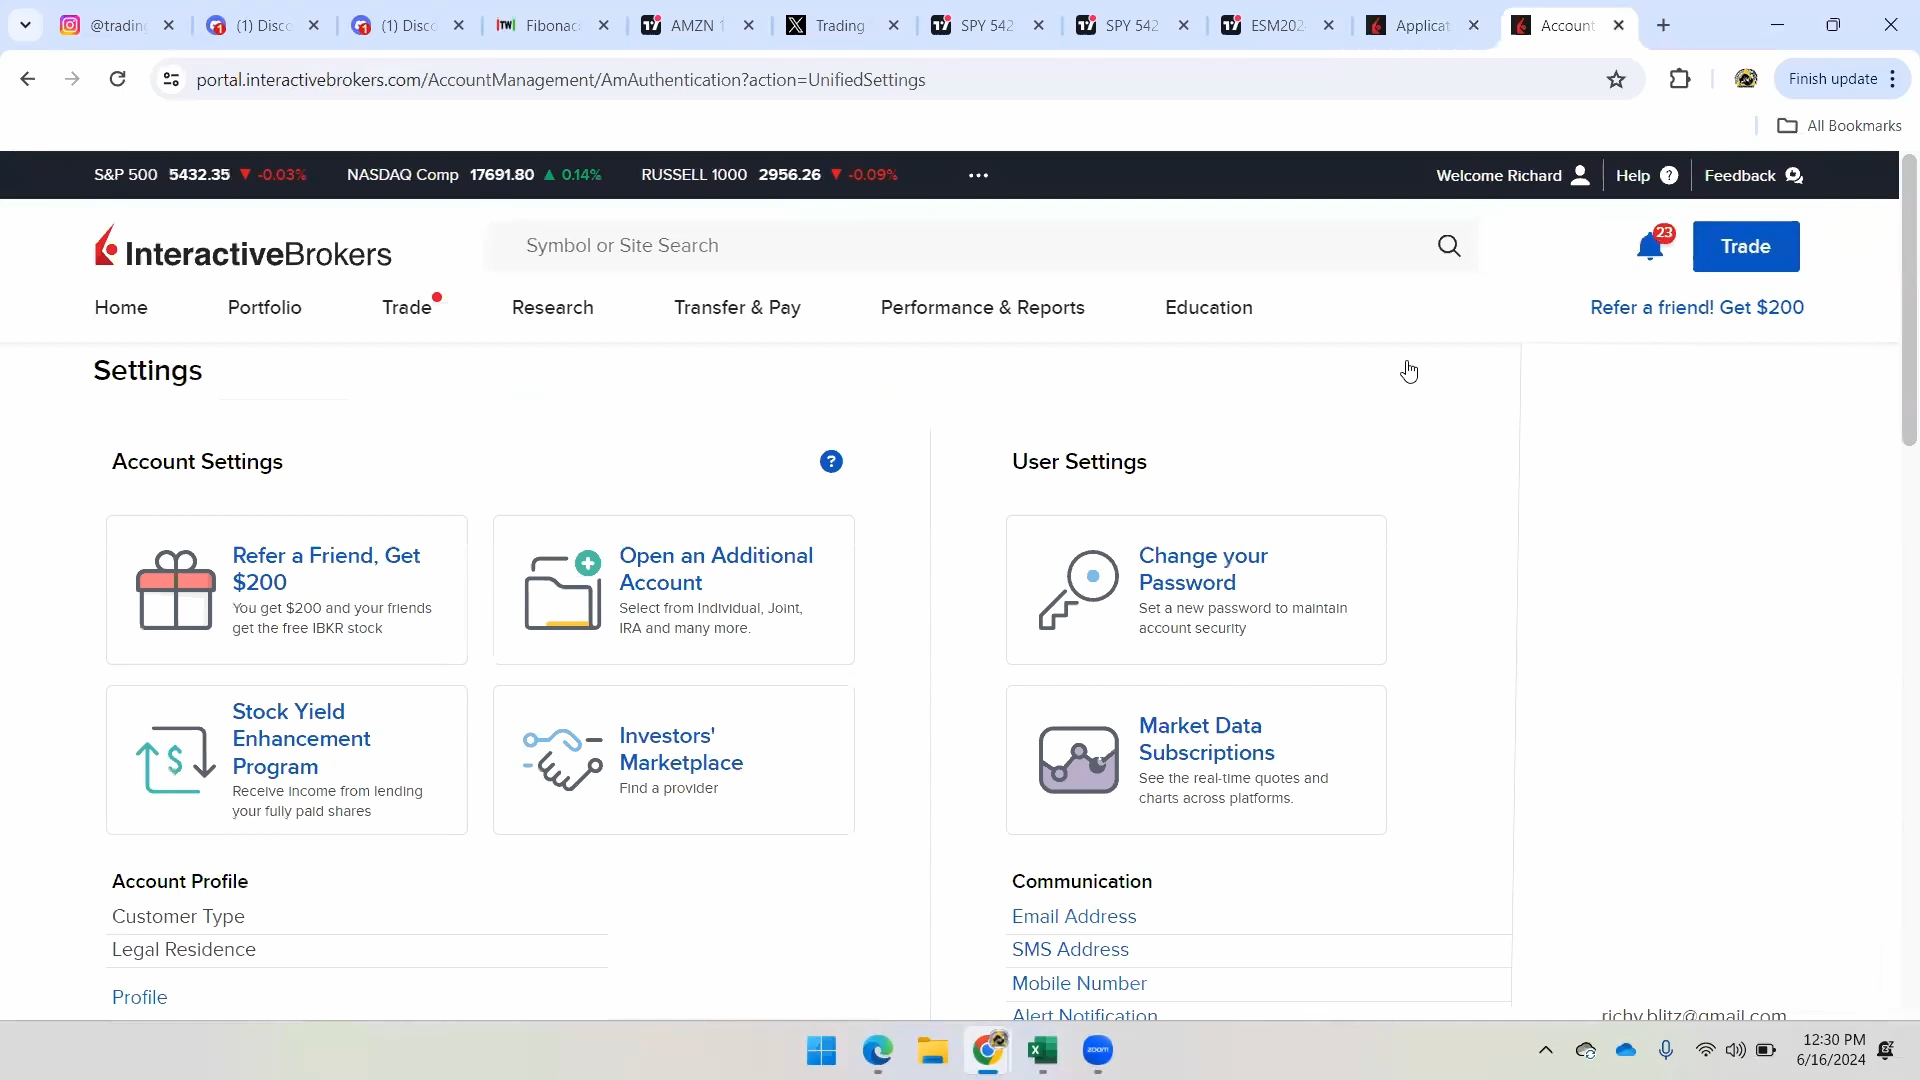 @trading
(1) Disco
(1) Disco
Fibonac
AMZN 1
Trading
SPY 542
SPY 542
ESM202
Applicat
Account
portal.interactivebrokers.com/AccountManagement/AmAuthentication?action=UnifiedSettings
Finish update
All Bookmarks
S&P 500 5432.35 ▼ -0.03% NASDAQ Comp 17691.80 ▲ 0.14% RUSSELL 1000 2956.26 ▼ -0.09% •••
Welcome Richard Help ? Feedback
InteractiveBrokers
Symbol or Site Search
23
Trade
Home Portfolio Trade Research Transfer & Pay Performance & Reports Education Refer a friend! Get $200
Settings
Account Settings ?
Refer a Friend, Get
$200
You get $200 and your friends
get the free IBKR stock
Open an Additional
Account
Select from Individual, Joint,
IRA and many more.
Stock Yield
Enhancement
Program
Receive income from lending
your fully paid shares
Investors'
Marketplace
Find a provider
Account Profile
Customer Type
Legal Residence
Profile
User Settings
Change your
Password
Set a new password to maintain
account security
Market Data
Subscriptions
See the real-time quotes and
charts across platforms.
Communication
Email Address
SMS Address
Mobile Number
Alert Notification
richy.blitz@gmail.com
zoom
12:30 PM
6/16/2024